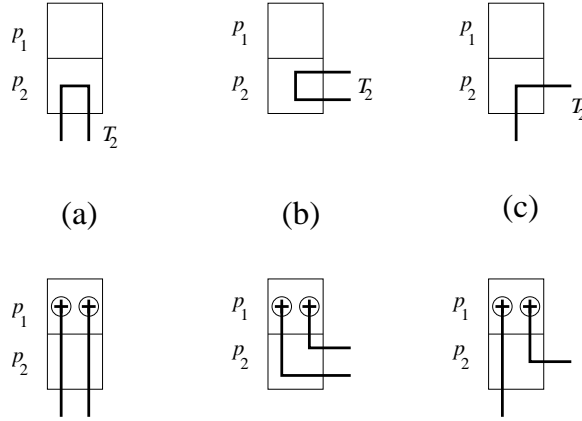 p1 p1 p1
p2 p2 T2 p2
T2 T2
(a) (b) (c)
p1 p1 p1
p2 p2 p2